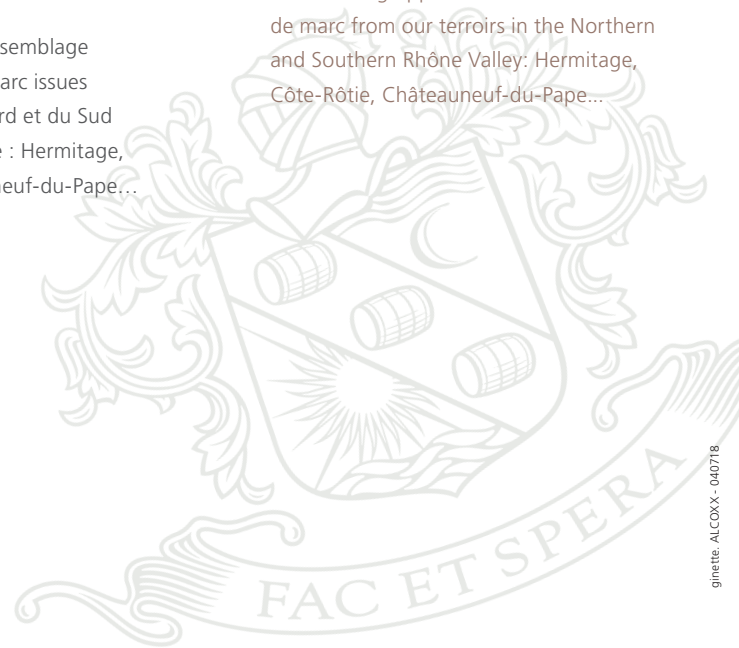 semblage
arc issues
rd et du Sud
: Hermitage,
neuf-du-Pape…
de marc from our terroirs in the Northern
and Southern Rhône Valley: Hermitage,
Côte-Rôtie, Châteauneuf-du-Pape...
FAC ET SPERA
ginette. ALCOXX - 040718